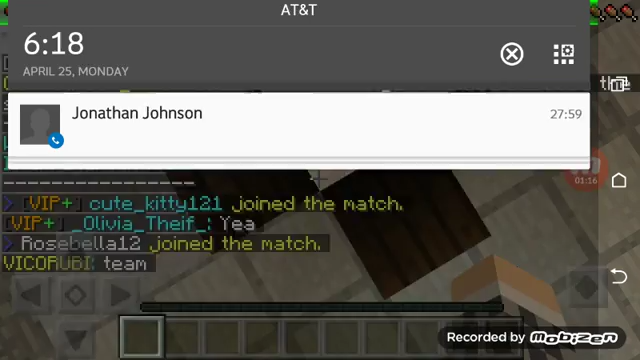 AT&T
6:18
APRIL 25, MONDAY
Jonathan Johnson
27:59
01:16
[VIP+] cute_kitty121 joined the match.
[VIP+] _Olivia_Theif_: Yea
> Rosebella12 joined the match.
VICORUBI: team
Recorded by Mobizen